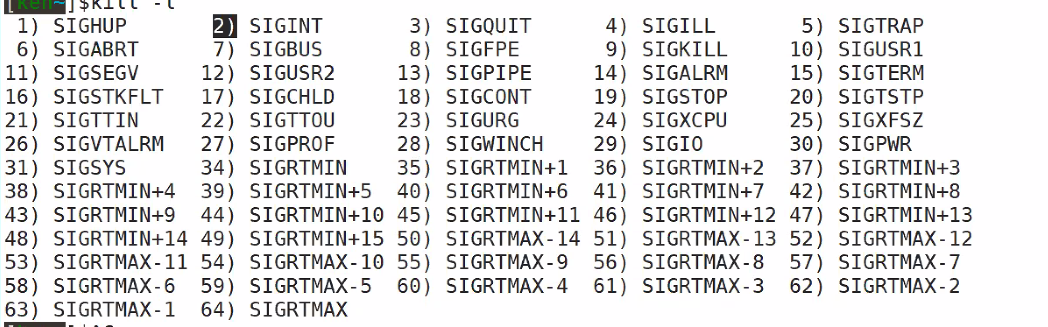 [ken~]$kill -l
1) SIGHUP 2) SIGINT 3) SIGQUIT 4) SIGILL 5) SIGTRAP
6) SIGABRT 7) SIGBUS 8) SIGFPE 9) SIGKILL 10) SIGUSR1
11) SIGSEGV 12) SIGUSR2 13) SIGPIPE 14) SIGALRM 15) SIGTERM
16) SIGSTKFLT 17) SIGCHLD 18) SIGCONT 19) SIGSTOP 20) SIGTSTP
21) SIGTTIN 22) SIGTTOU 23) SIGURG 24) SIGXCPU 25) SIGXFSZ
26) SIGVTALRM 27) SIGPROF 28) SIGWINCH 29) SIGIO 30) SIGPWR
31) SIGSYS 34) SIGRTMIN 35) SIGRTMIN+1 36) SIGRTMIN+2 37) SIGRTMIN+3
38) SIGRTMIN+4 39) SIGRTMIN+5 40) SIGRTMIN+6 41) SIGRTMIN+7 42) SIGRTMIN+8
43) SIGRTMIN+9 44) SIGRTMIN+10 45) SIGRTMIN+11 46) SIGRTMIN+12 47) SIGRTMIN+13
48) SIGRTMIN+14 49) SIGRTMIN+15 50) SIGRTMAX-14 51) SIGRTMAX-13 52) SIGRTMAX-12
53) SIGRTMAX-11 54) SIGRTMAX-10 55) SIGRTMAX-9 56) SIGRTMAX-8 57) SIGRTMAX-7
58) SIGRTMAX-6 59) SIGRTMAX-5 60) SIGRTMAX-4 61) SIGRTMAX-3 62) SIGRTMAX-2
63) SIGRTMAX-1 64) SIGRTMAX